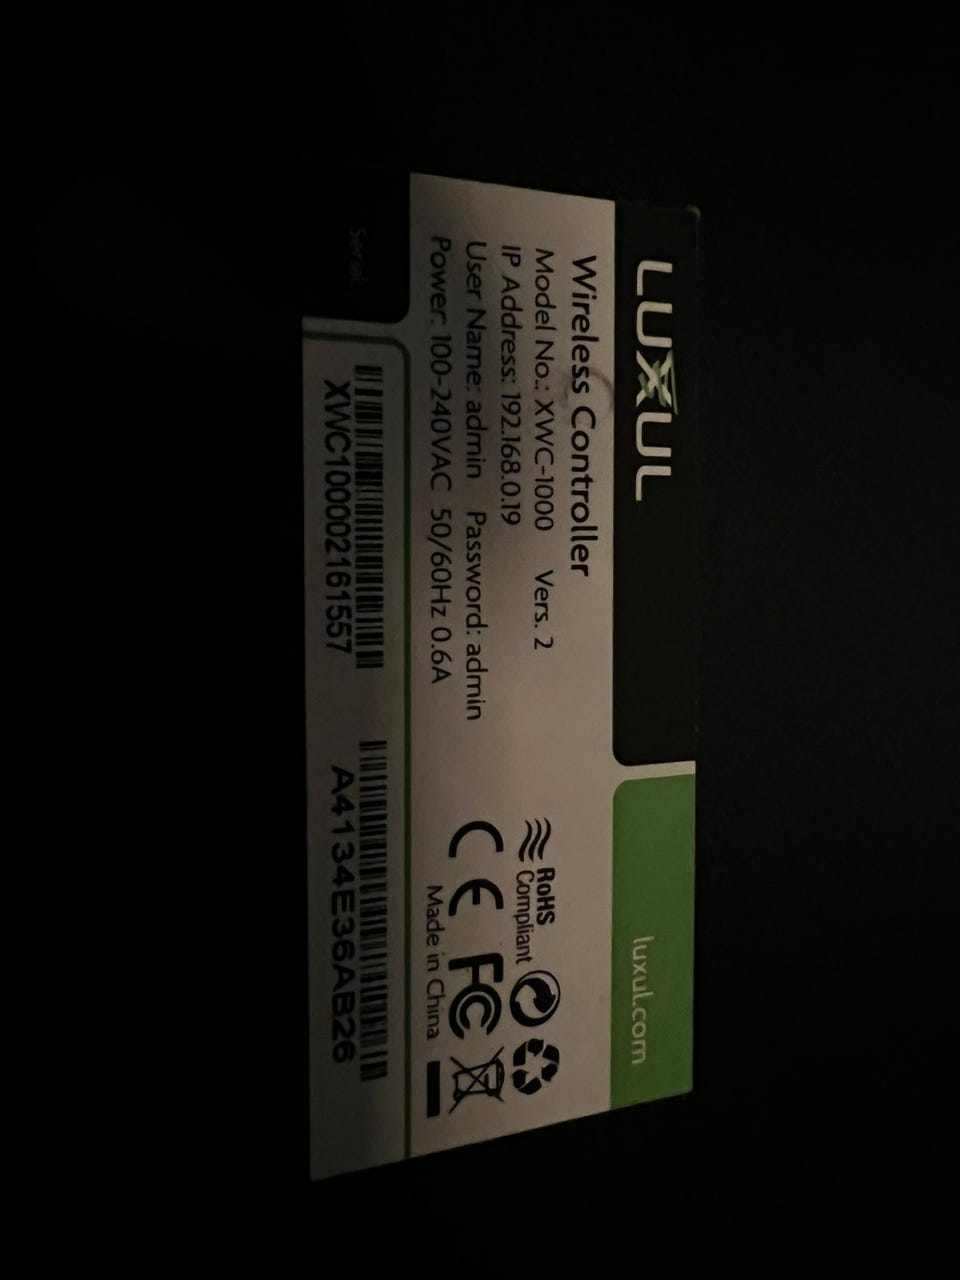 LUXUL
luxul.com
Wireless Controller
Model No.: XWC-1000 Vers. 2
IP Address: 192.168.0.19
User Name: admin Password: admin
Power: 100-240VAC 50/60Hz 0.6A
RoHS
Compliant
CE FC
Made in China
Serial
XWC100002161557
A4134E36AB26